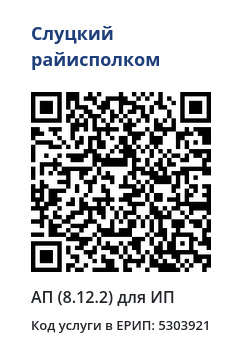 Слуцкий
райисполком
АП (8.12.2) для ИП
Код услуги в ЕРИП: 5303921